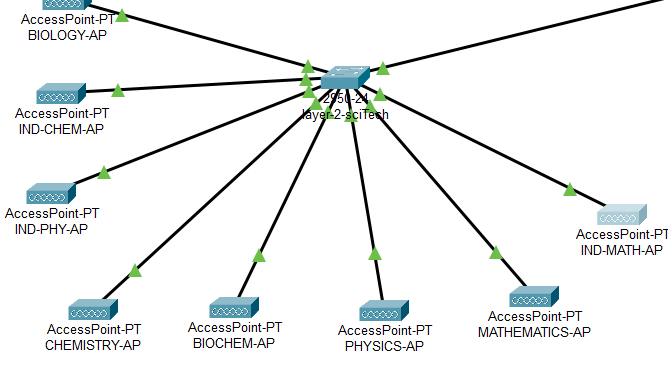 AccessPoint-PT
BIOLOGY-AP
2950-24
layer-2-sciTech
AccessPoint-PT
IND-CHEM-AP
AccessPoint-PT
IND-PHY-AP
AccessPoint-PT
IND-MATH-AP
AccessPoint-PT
CHEMISTRY-AP
AccessPoint-PT
BIOCHEM-AP
AccessPoint-PT
PHYSICS-AP
AccessPoint-PT
MATHEMATICS-AP